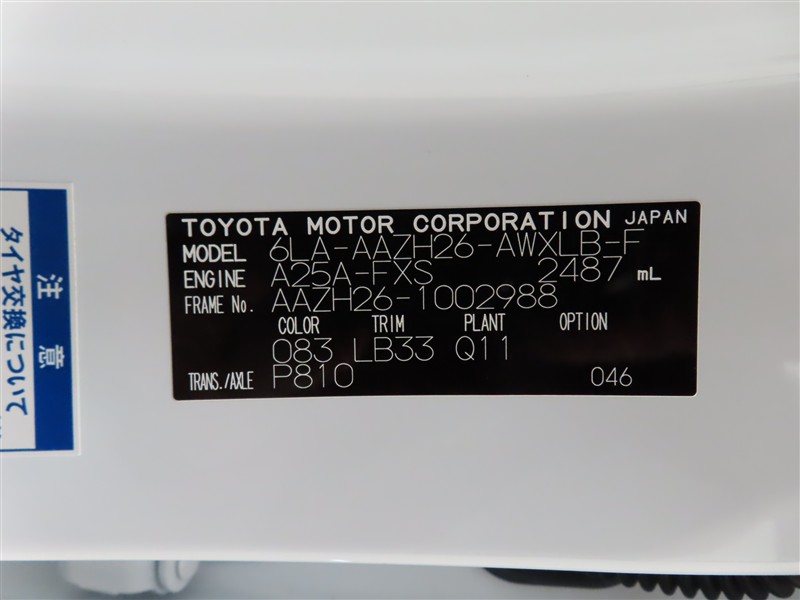 TOYOTA MOTOR CORPORATION JAPAN
MODEL 6LA-AAZH26-AWXLB-F
ENGINE A25A-FXS 2487 mL
FRAME No. AAZH26-1002988
COLOR TRIM PLANT OPTION
083 LB33 Q11
TRANS./AXLE P810 046
注意
タイヤ交換について